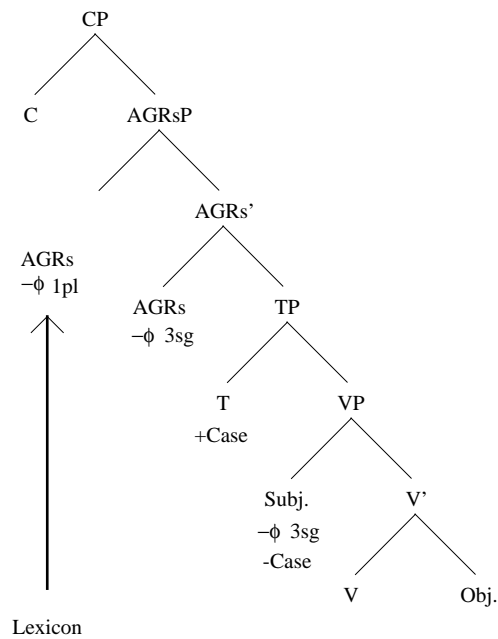 CP
C
AGRsP
AGRs’
AGRs
−ϕ 1pl
AGRs
−ϕ 3sg
TP
T
+Case
VP
Subj.
−ϕ 3sg
-Case
V’
V
Obj.
Lexicon